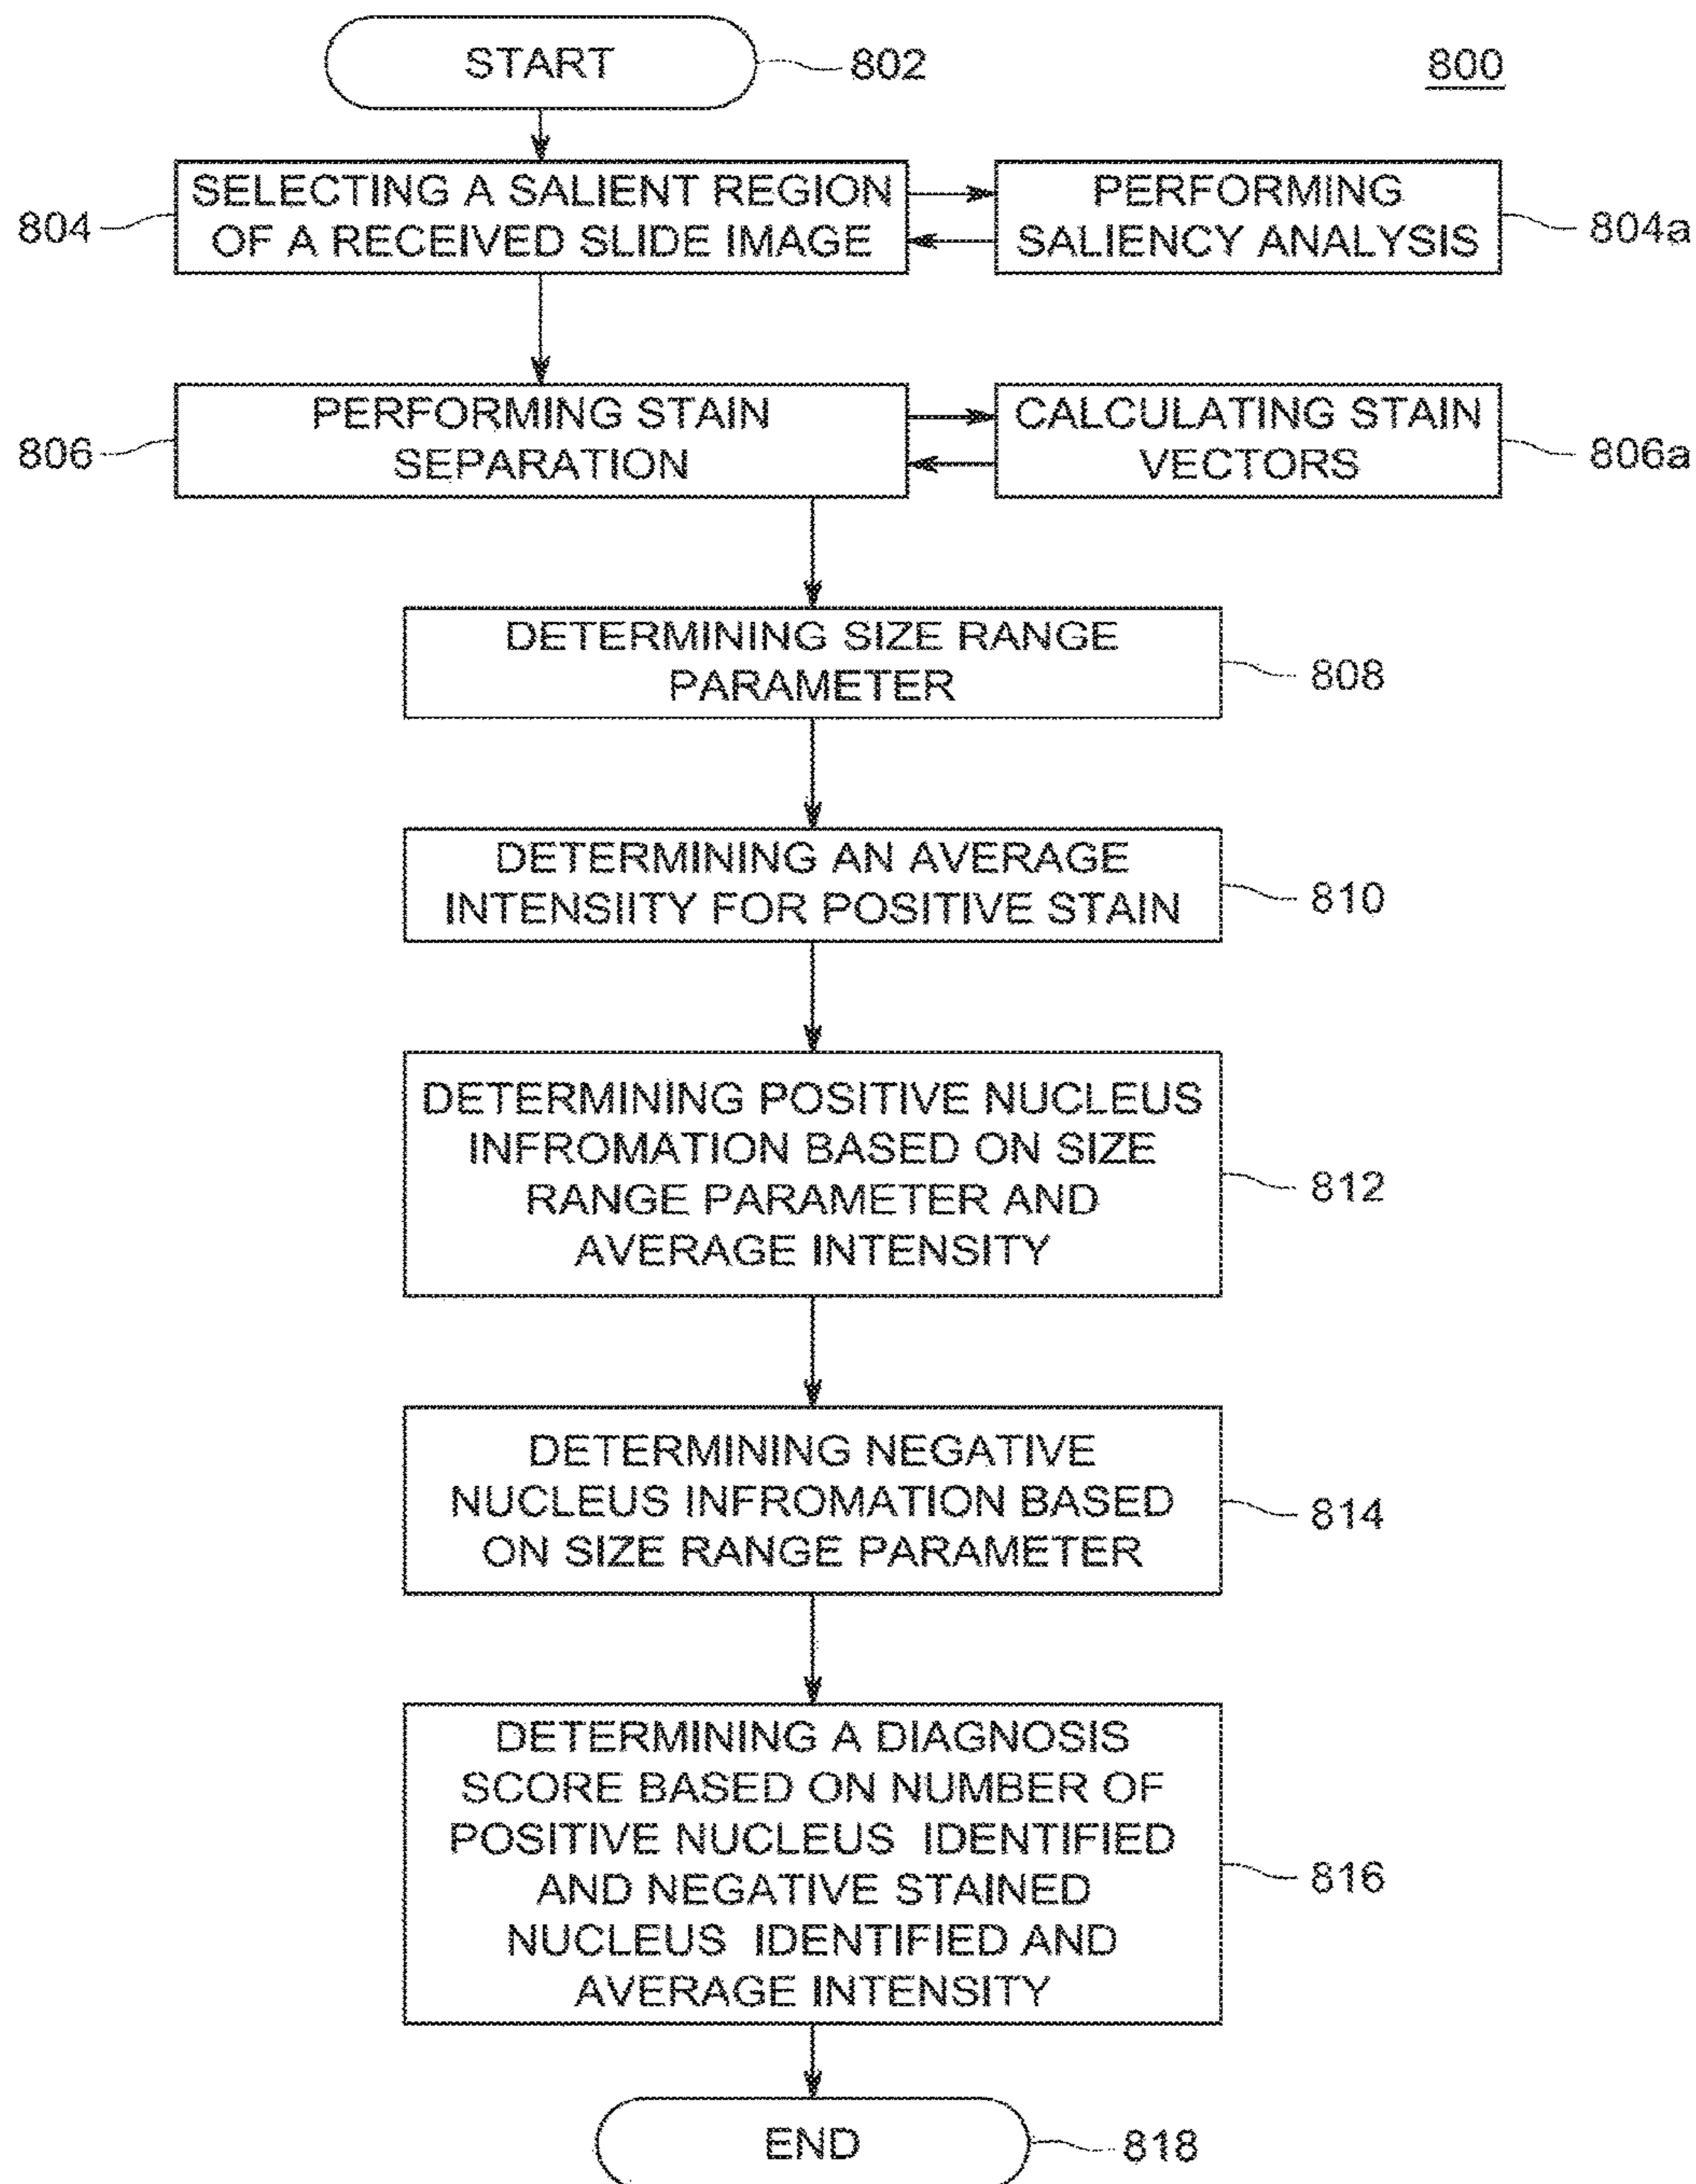 START
802
800
SELECTING A SALIENT REGION
OF A RECEIVED SLIDE IMAGE
804
PERFORMING
SALIENCY ANALYSIS
804a
PERFORMING STAIN
SEPARATION
806
CALCULATING STAIN
VECTORS
806a
DETERMINING SIZE RANGE
PARAMETER
808
DETERMINING AN AVERAGE
INTENSIITY FOR POSITIVE STAIN
810
DETERMINING POSITIVE NUCLEUS
INFROMATION BASED ON SIZE
RANGE PARAMETER AND
AVERAGE INTENSITY
812
DETERMINING NEGATIVE
NUCLEUS INFROMATION BASED
ON SIZE RANGE PARAMETER
814
DETERMINING A DIAGNOSIS
SCORE BASED ON NUMBER OF
POSITIVE NUCLEUS IDENTIFIED
AND NEGATIVE STAINED
NUCLEUS IDENTIFIED AND
AVERAGE INTENSITY
816
END
818